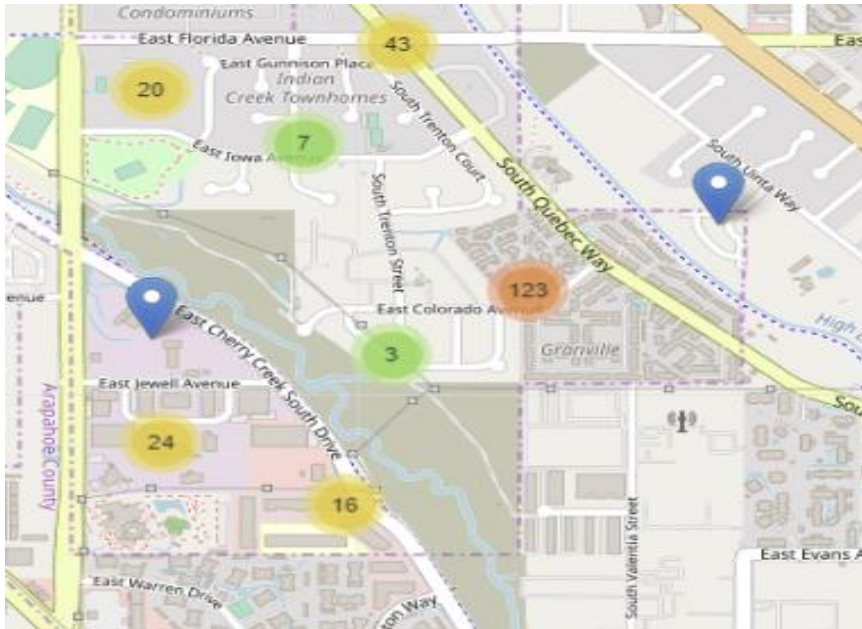 Condominiums
East Florida Avenue
43
Eas
East Gunnison Place
Indian
Creek Townhomes
20
South Trenton Court
7
East Iowa Avenue
South Uinta Way
South Quebec Way
South Trenton Street
123
enue
East Colorado Avenue
High
East Cherry Creek South Drive
3
Granville
East Jewell Avenue
Sou
Arapahoe County
24
16
South Valentia Street
East Evans A
East Warren Drive
ton Way